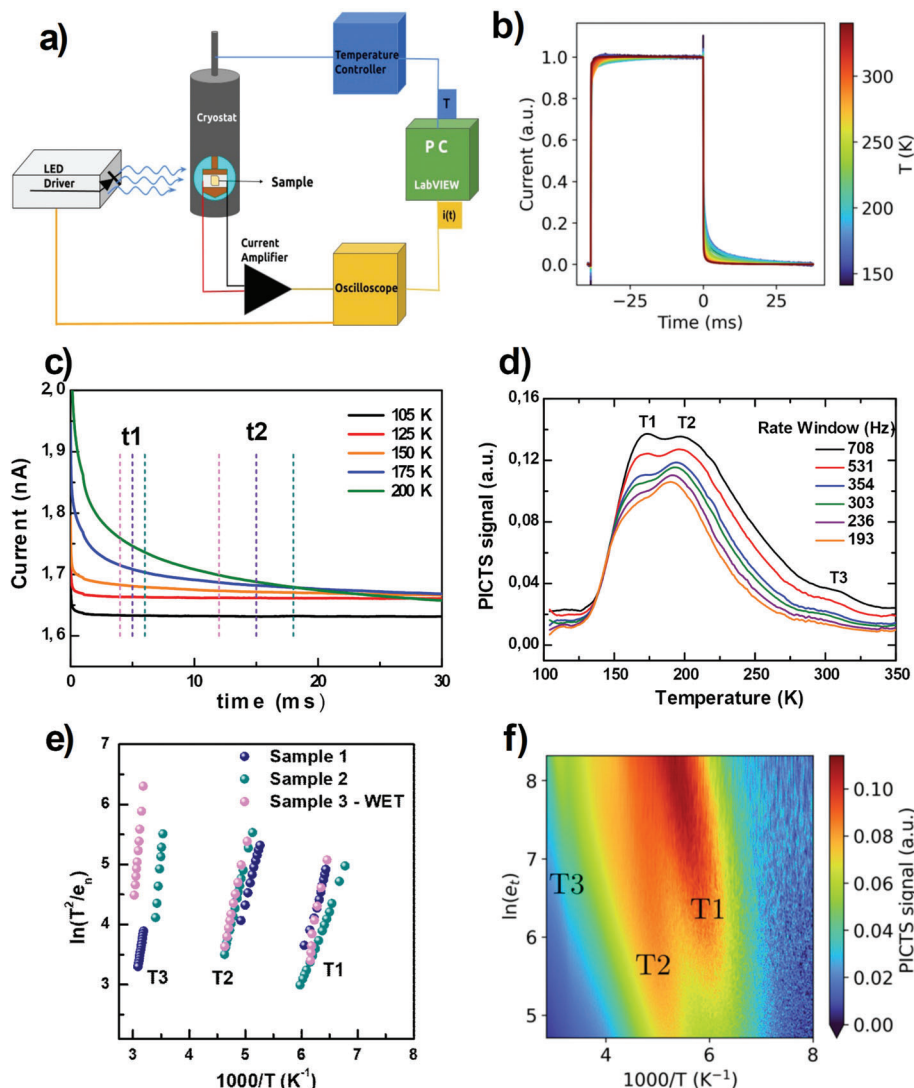 a)
Temperature
Controller
Cryostat
T
P C
LabVIEW
i(t)
LED
Driver
Sample
Current
Amplifier
Oscilloscope
b)
Current (a.u.)
1.0
0.8
0.6
0.4
0.2
0.0
−25
0
25
Time (ms)
300
250
200
150
T (K)
c)
Current (nA)
2,0
1,9
1,8
1,7
1,6
t1
t2
105 K
125 K
150 K
175 K
200 K
0
10
20
30
time (ms)
d)
PICTS signal (a.u.)
0,16
0,12
0,08
0,04
0,00
T1
T2
T3
Rate Window (Hz)
708
531
354
303
236
193
100
150
200
250
300
350
Temperature (K)
e)
ln(T²/eₙ)
7
6
5
4
3
Sample 1
Sample 2
Sample 3 - WET
T3
T2
T1
3
4
5
6
7
8
1000/T (K⁻¹)
f)
ln(eₜ)
8
7
6
5
T3
T2
T1
4
6
8
1000/T (K⁻¹)
0.10
0.08
0.06
0.04
0.02
0.00
PICTS signal (a.u.)